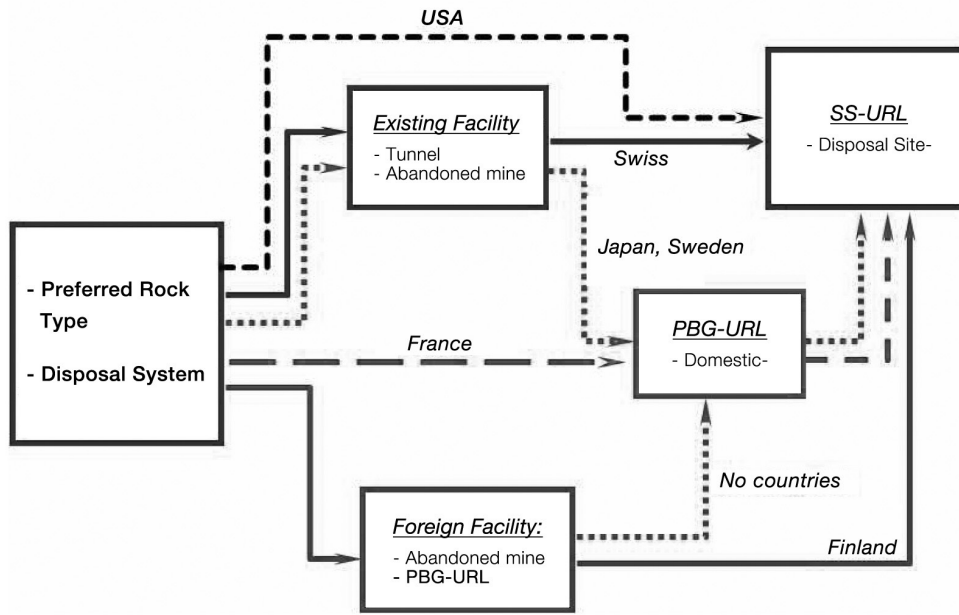 USA
Existing Facility
- Tunnel
- Abandoned mine
SS-URL
- Disposal Site-
Swiss
Japan, Sweden
- Preferred Rock
Type
- Disposal System
France
PBG-URL
- Domestic-
No countries
Foreign Facility:
- Abandoned mine
- PBG-URL
Finland